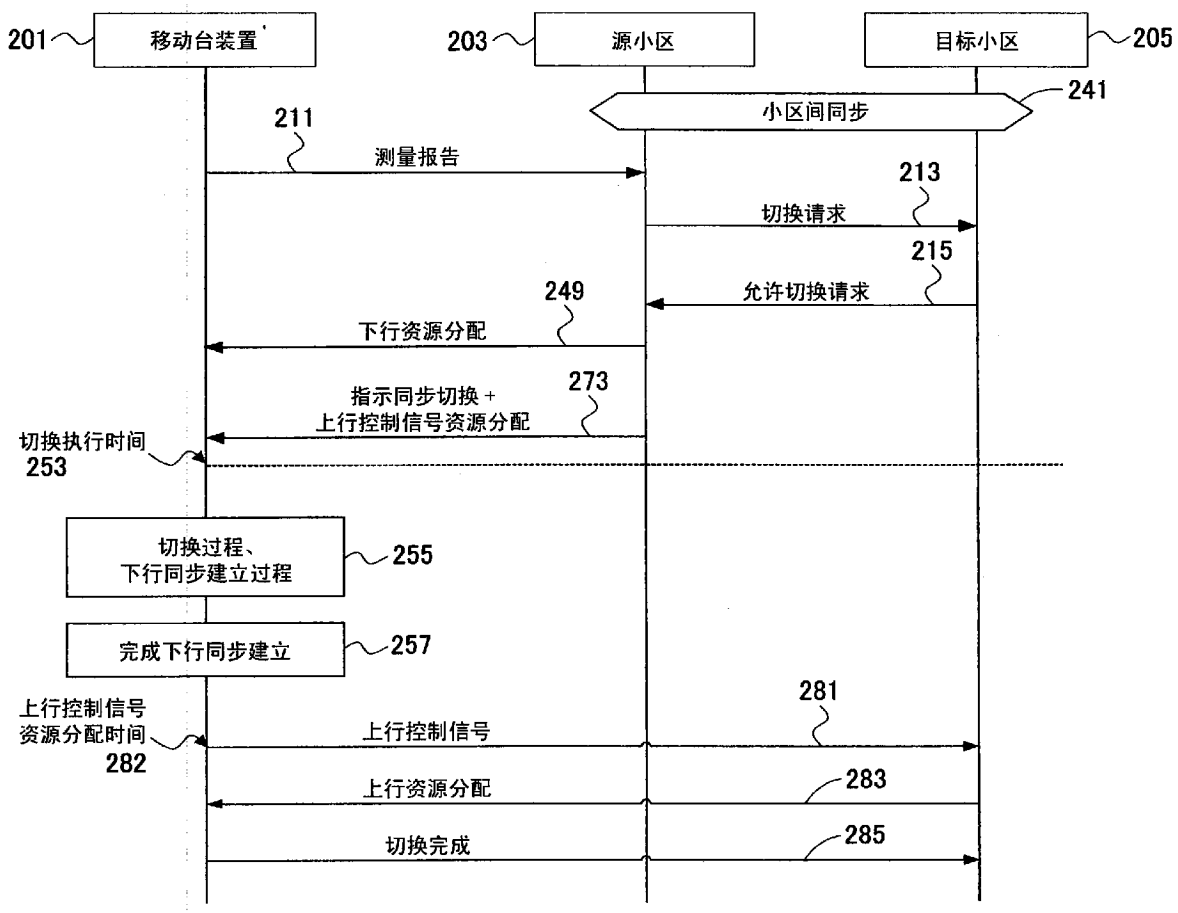 201
移动台装置
203
源小区
目标小区
205
小区间同步
241
211
测量报告
213
切换请求
215
允许切换请求
249
下行资源分配
273
指示同步切换+
上行控制信号资源分配
切换执行时间
253
切换过程、
下行同步建立过程
255
完成下行同步建立
257
上行控制信号
资源分配时间
282
281
上行控制信号
283
上行资源分配
285
切换完成